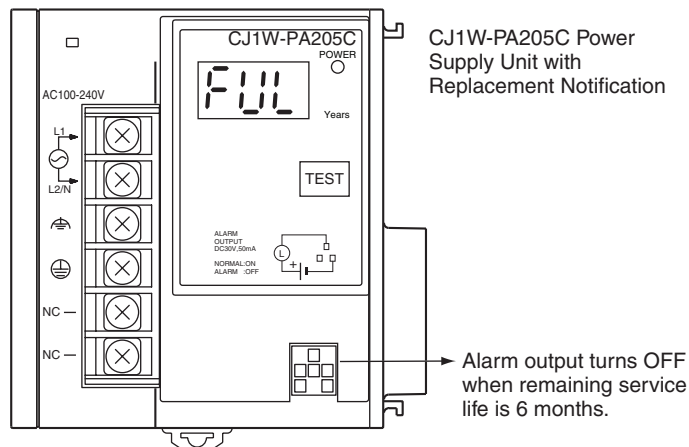 CJ1W-PA205C
POWER
FUL
Years
AC100-240V
L1
L2/N
TEST
ALARM
OUTPUT
DC30V,50mA
NORMAL:ON
ALARM :OFF
L
+
NC
NC
CJ1W-PA205C Power
Supply Unit with
Replacement Notification
Alarm output turns OFF
when remaining service
life is 6 months.